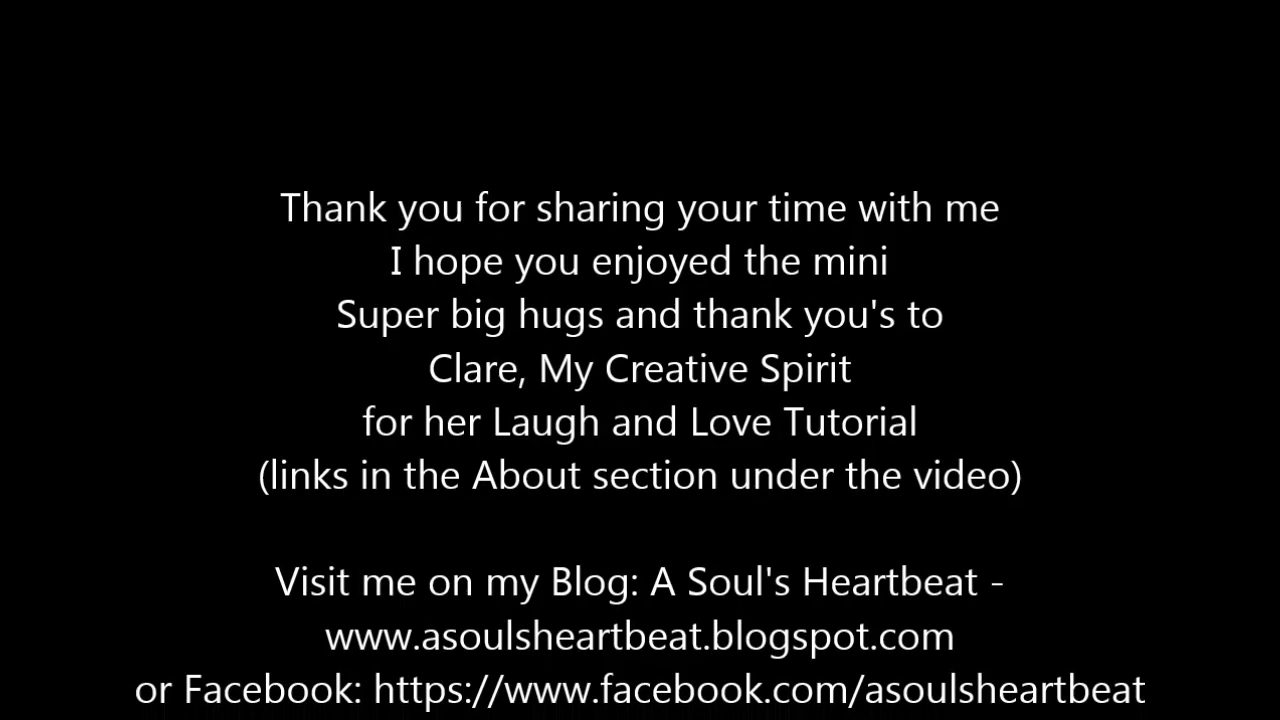 Thank you for sharing your time with me
I hope you enjoyed the mini
Super big hugs and thank you's to
Clare, My Creative Spirit
for her Laugh and Love Tutorial
(links in the About section under the video)
Visit me on my Blog: A Soul's Heartbeat -
www.asoulsheartbeat.blogspot.com
or Facebook: https://www.facebook.com/asoulsheartbeat